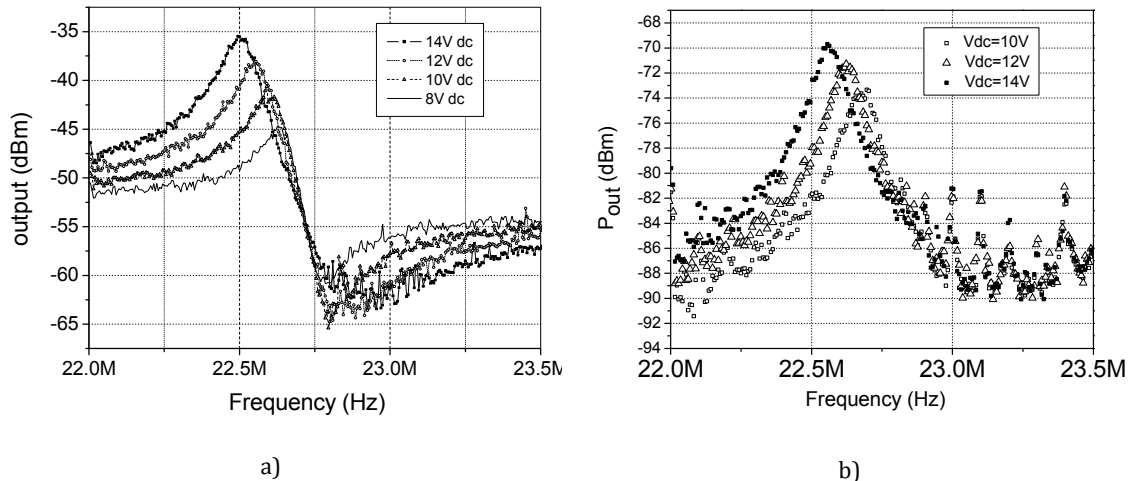 output (dBm)
-35
-40
-45
-50
-55
-60
-65
14V dc
12V dc
10V dc
8V dc
22.0M
22.5M
23.0M
23.5M
Frequency (Hz)
a)
Pout (dBm)
-68
-70
-72
-74
-76
-78
-80
-82
-84
-86
-88
-90
-92
-94
Vdc=10V
Vdc=12V
Vdc=14V
22.0M
22.5M
23.0M
23.5M
Frequency (Hz)
b)